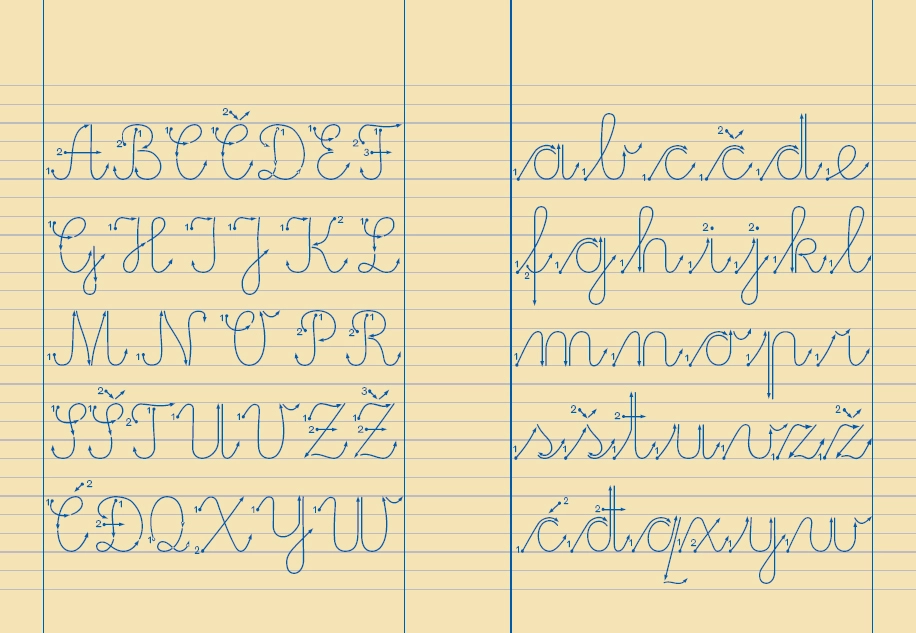 A B C Č D E F
G H I J K L
M N O P R
S Š T U V Z Ž
Ć Đ Q X Y W
a b c č d e
f g h i j k l
m n o p r
s š t u v z ž
ć đ q x y w